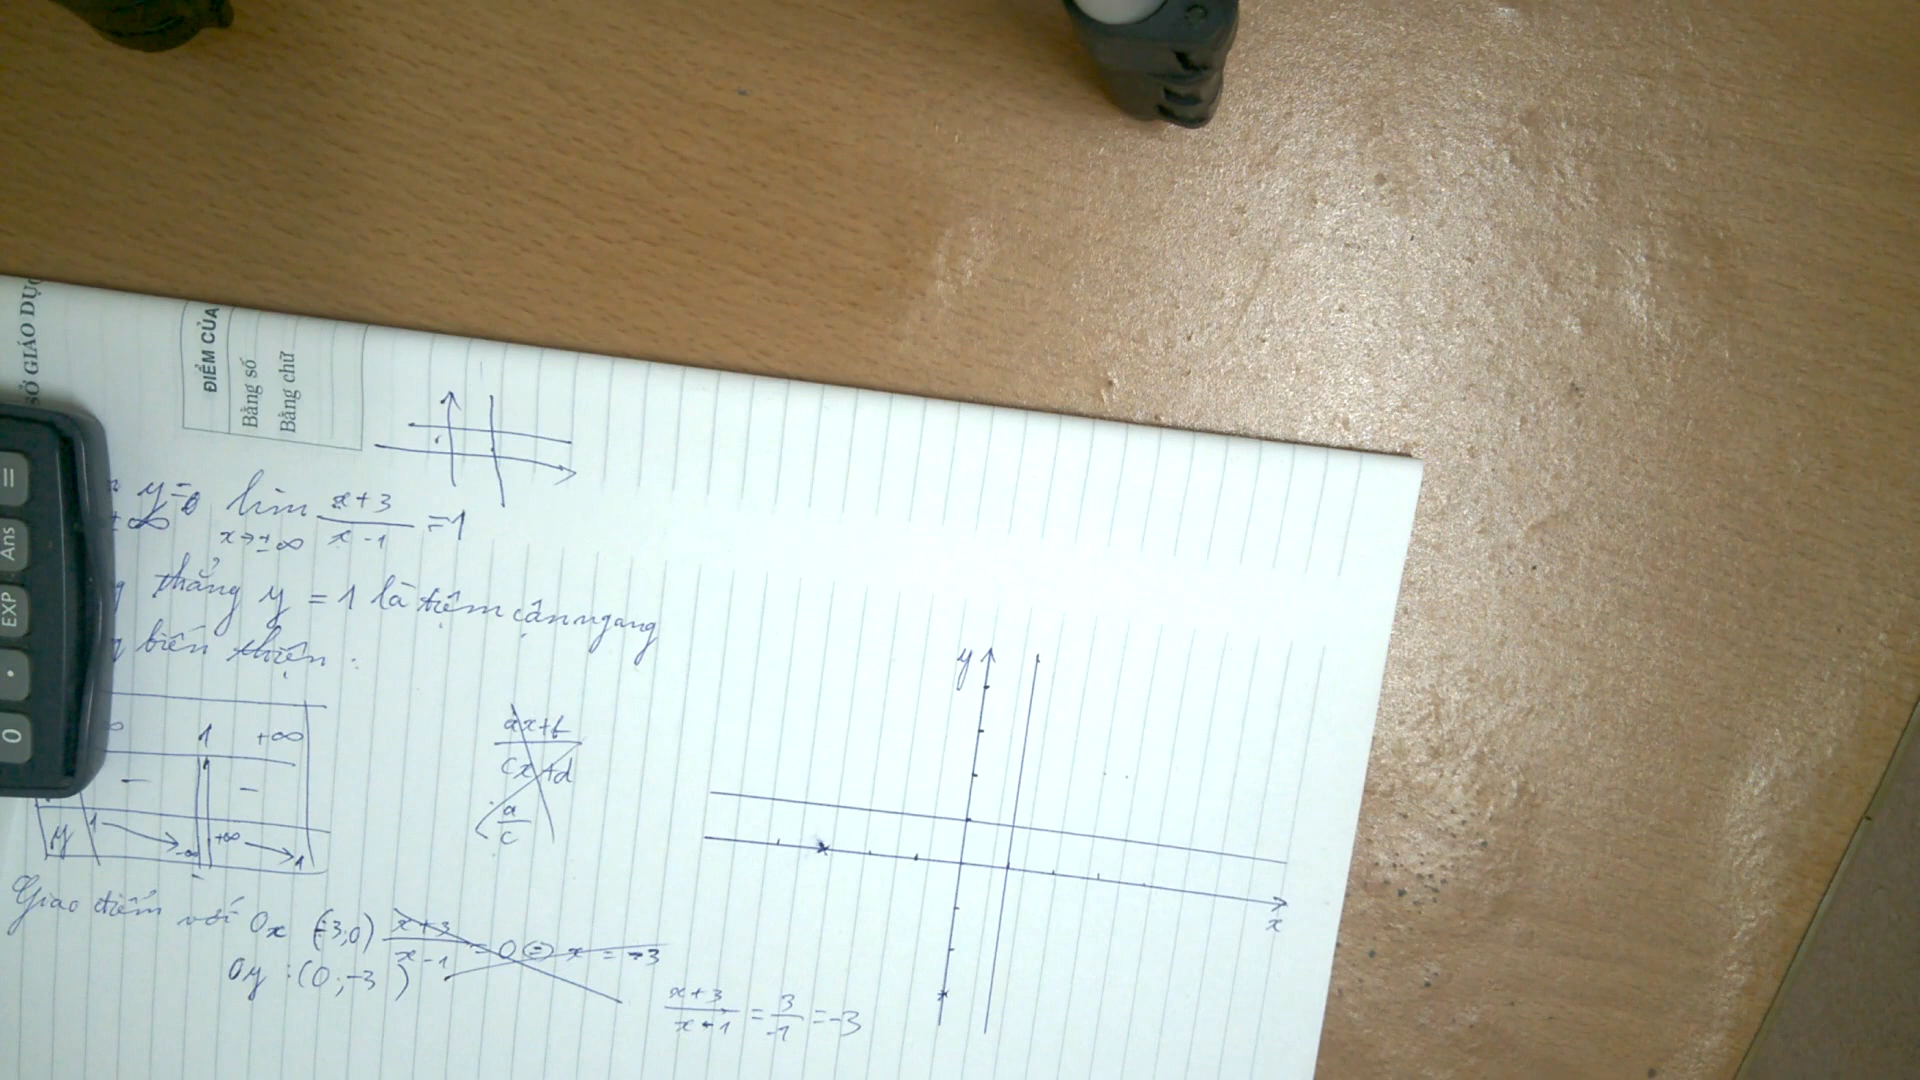 SỞ GIÁO DỤC
ĐIỂM CỦA
Bằng số
Bằng chữ
y = lim x+3 / x-1 = 1
±∞ x→±∞
thẳng y = 1 là tiệm cận ngang
biến thiên :
∞ 1 +∞
- -
y 1 -∞ +∞ 1
ax+b
cx+d
a
c
Giao điểm với Ox (-3;0) x+3 / x-1 = 0 ⇔ x = -3
Oy : (0;-3)
x+3 / x-1 = 3 / -1 = -3
y
x
=
Ans
EXP
.
0